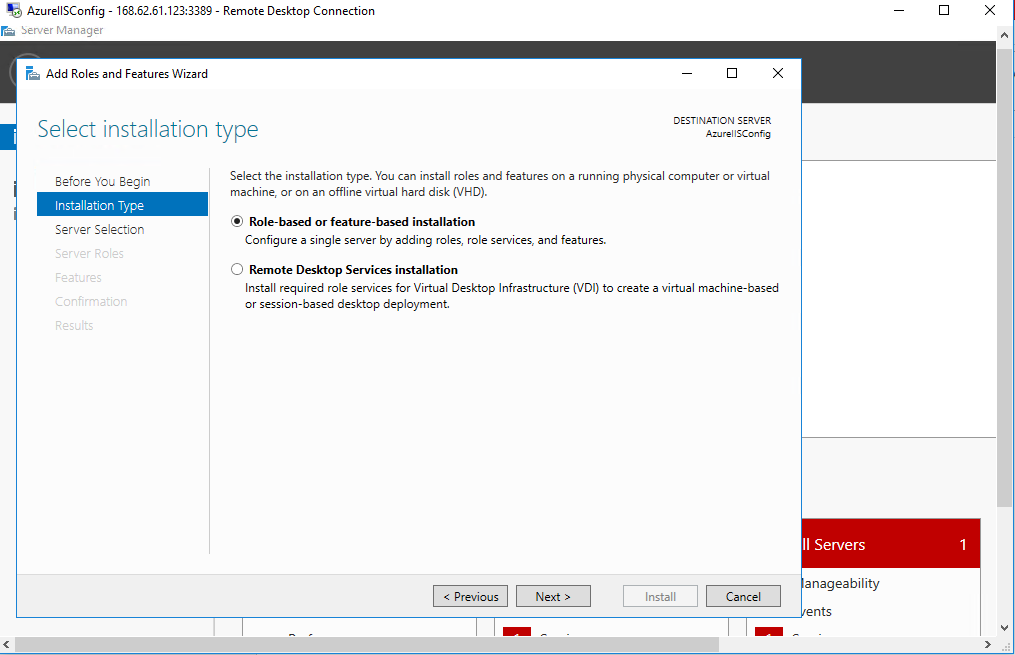 AzureIISConfig - 168.62.61.123:3389 - Remote Desktop Connection
Server Manager
Add Roles and Features Wizard
Select installation type
DESTINATION SERVER
AzureIISConfig
Before You Begin
Installation Type
Server Selection
Server Roles
Features
Confirmation
Results
Select the installation type. You can install roles and features on a running physical computer or virtual
machine, or on an offline virtual hard disk (VHD).
Role-based or feature-based installation
Configure a single server by adding roles, role services, and features.
Remote Desktop Services installation
Install required role services for Virtual Desktop Infrastructure (VDI) to create a virtual machine-based
or session-based desktop deployment.
< Previous
Next >
Install
Cancel
ll Servers 1
anageability
vents